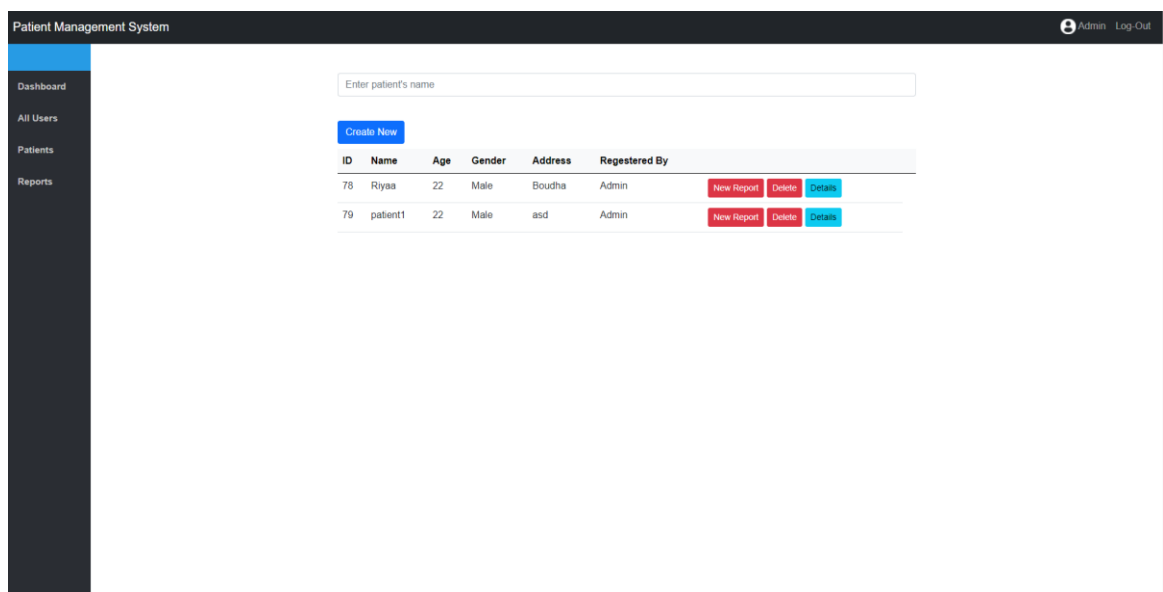 Patient Management System Admin Log-Out
Dashboard
All Users
Patients
Reports
Enter patient's name
Create New
ID Name Age Gender Address Regestered By
78 Riyaa 22 Male Boudha Admin New Report Delete Details
79 patient1 22 Male asd Admin New Report Delete Details